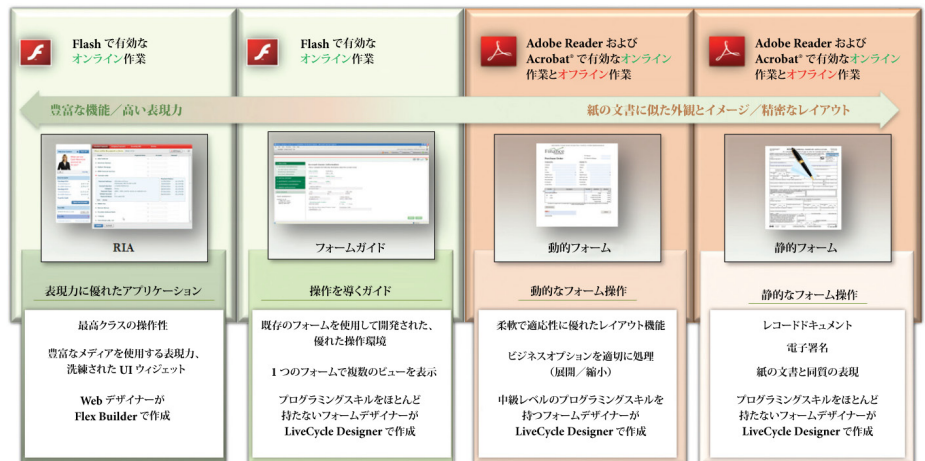 Flash で有効な
オンライン作業
Flash で有効な
オンライン作業
Adobe Reader および
Acrobat® で有効なオンライン
作業とオフライン作業
Adobe Reader および
Acrobat® で有効なオンライン
作業とオフライン作業
豊富な機能／高い表現力
紙の文書に似た外観とイメージ／精密なレイアウト
RIA
フォームガイド
動的フォーム
静的フォーム
表現力に優れたアプリケーション
操作を導くガイド
動的なフォーム操作
静的なフォーム操作
最高クラスの操作性
豊富なメディアを使用する表現力、
洗練された UI ウィジェット
Web デザイナーが
Flex Builder で作成
既存のフォームを使用して開発された、
優れた操作環境
1 つのフォームで複数のビューを表示
プログラミングスキルをほとんど
持たないフォームデザイナーが
LiveCycle Designer で作成
柔軟で適応性に優れたレイアウト機能
ビジネスオプションを適切に処理
（展開／縮小）
中級レベルのプログラミングスキルを
持つフォームデザイナーが
LiveCycle Designer で作成
レコードドキュメント
電子署名
紙の文書と同質の表現
プログラミングスキルをほとんど
持たないフォームデザイナーが
LiveCycle Designer で作成